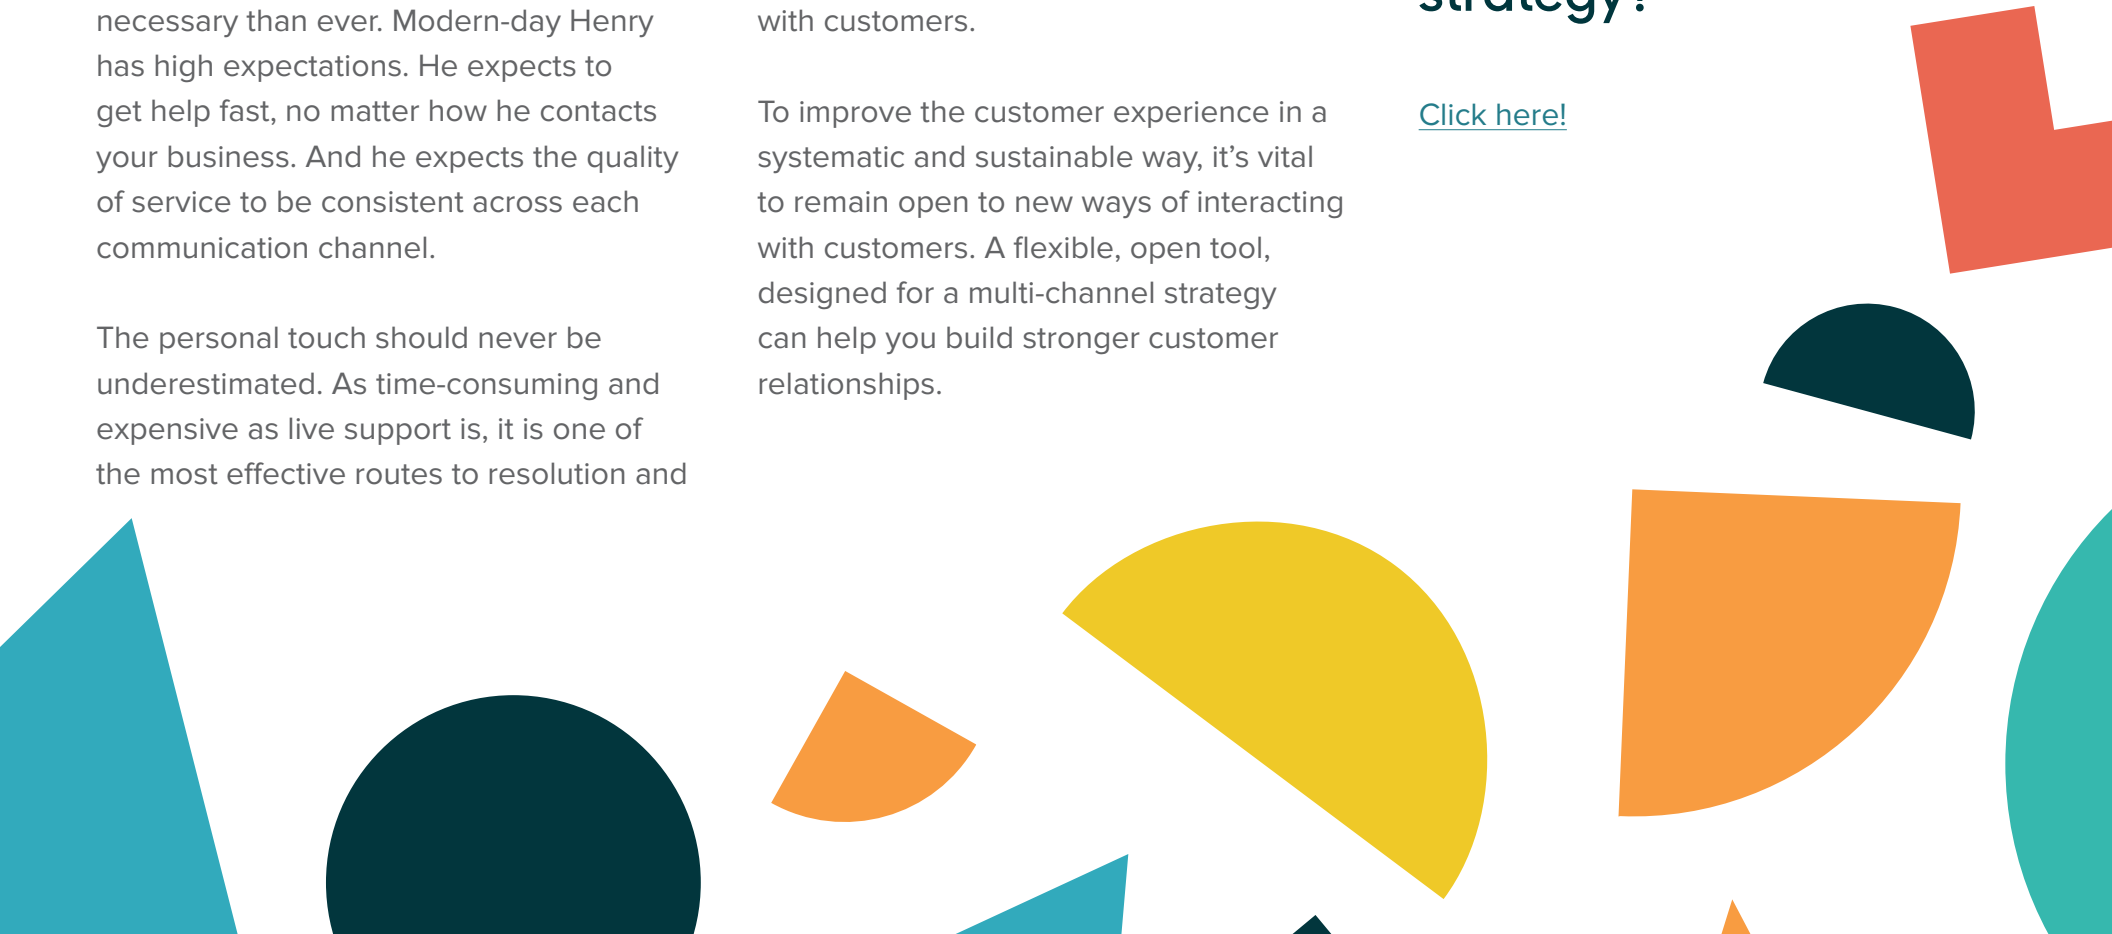 necessary than ever. Modern-day Henry
has high expectations. He expects to
get help fast, no matter how he contacts
your business. And he expects the quality
of service to be consistent across each
communication channel.
The personal touch should never be
underestimated. As time-consuming and
expensive as live support is, it is one of
the most effective routes to resolution and
with customers.
To improve the customer experience in a
systematic and sustainable way, it’s vital
to remain open to new ways of interacting
with customers. A flexible, open tool,
designed for a multi-channel strategy
can help you build stronger customer
relationships.
strategy?
Click here!